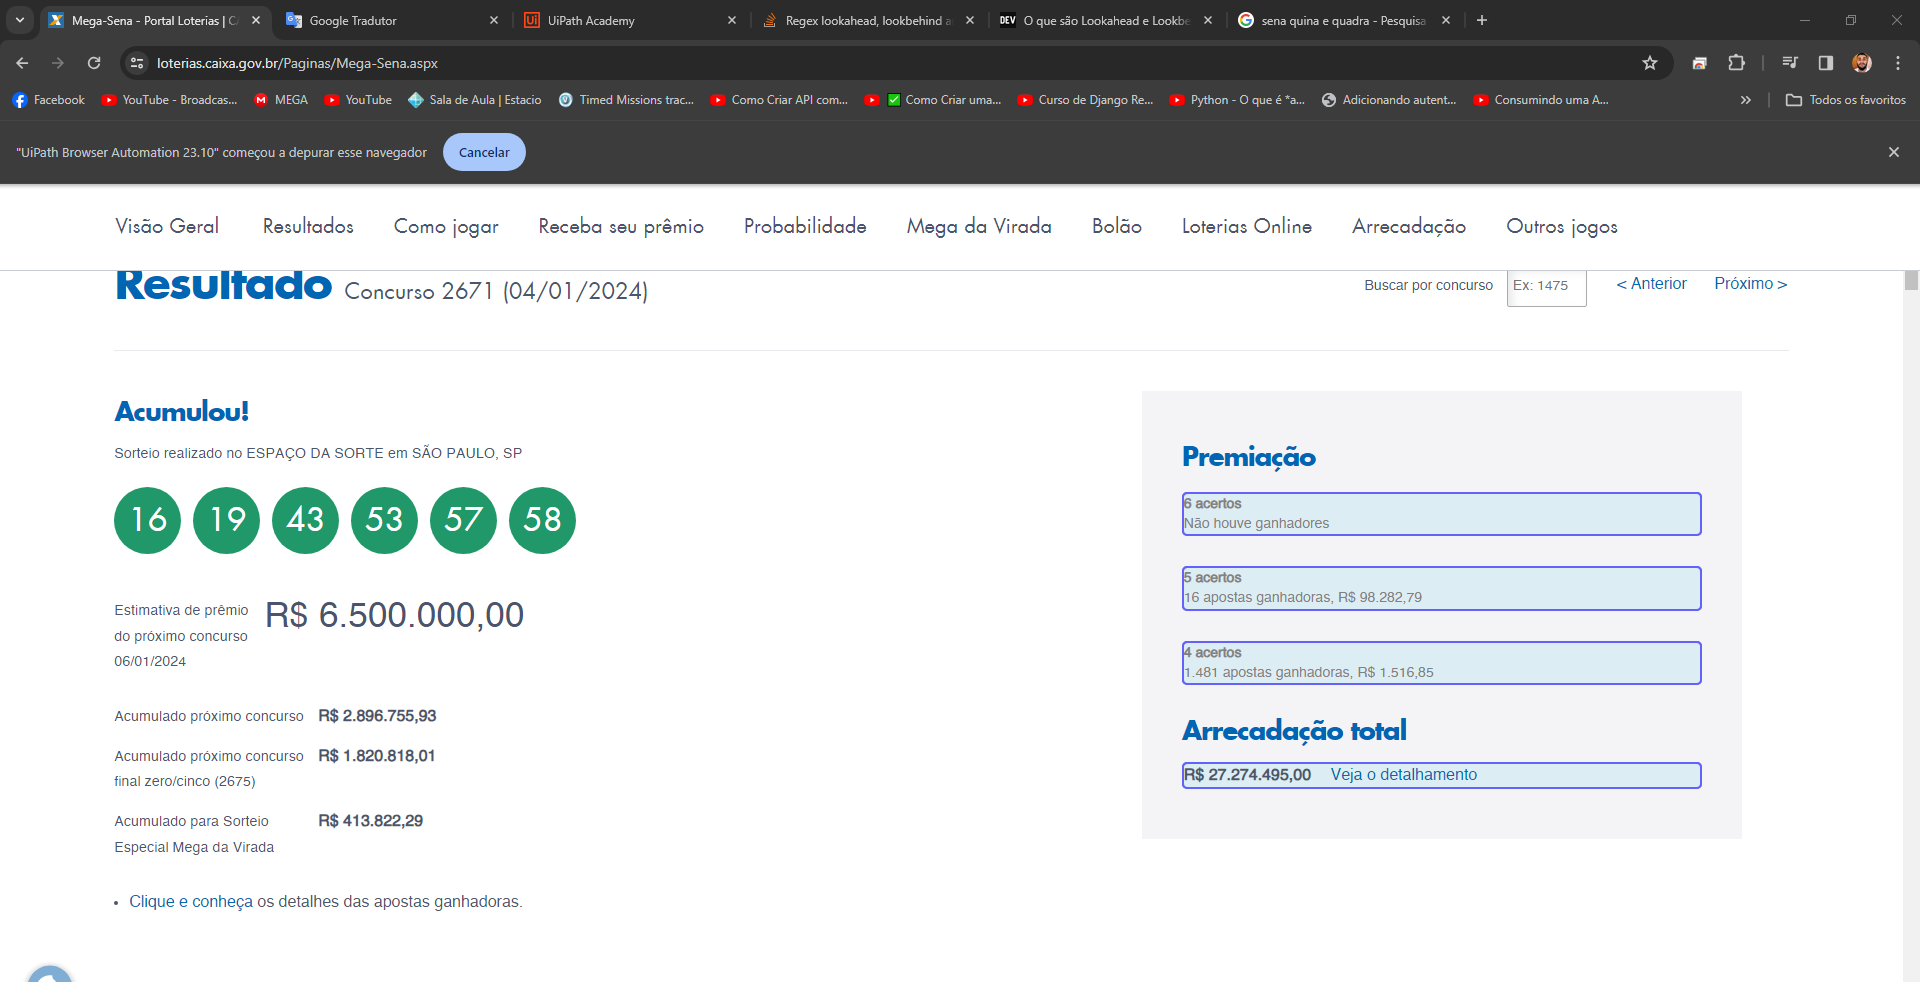 Mega-Sena - Portal Loterias | CA
Google Tradutor
UiPath Academy
Regex lookahead, lookbehind a
O que são Lookahead e Lookbe
sena quina e quadra - Pesquisa
loterias.caixa.gov.br/Paginas/Mega-Sena.aspx
Facebook
YouTube - Broadcas...
MEGA
YouTube
Sala de Aula | Estacio
Timed Missions trac...
Como Criar API com...
Como Criar uma...
Curso de Django Re...
Python - O que é *a...
Adicionando autent...
Consumindo uma A...
Todos os favoritos
"UiPath Browser Automation 23.10" começou a depurar esse navegador
Cancelar
Visão Geral
Resultados
Como jogar
Receba seu prêmio
Probabilidade
Mega da Virada
Bolão
Loterias Online
Arrecadação
Outros jogos
Resultado Concurso 2671 (04/01/2024)
Buscar por concurso
Ex: 1475
< Anterior
Próximo >
Acumulou!
Sorteio realizado no ESPAÇO DA SORTE em SÃO PAULO, SP
16 19 43 53 57 58
Estimativa de prêmio
do próximo concurso
06/01/2024
R$ 6.500.000,00
Acumulado próximo concurso R$ 2.896.755,93
Acumulado próximo concurso R$ 1.820.818,01
final zero/cinco (2675)
Acumulado para Sorteio R$ 413.822,29
Especial Mega da Virada
Clique e conheça os detalhes das apostas ganhadoras.
Premiação
6 acertos
Não houve ganhadores
5 acertos
16 apostas ganhadoras, R$ 98.282,79
4 acertos
1.481 apostas ganhadoras, R$ 1.516,85
Arrecadação total
R$ 27.274.495,00 Veja o detalhamento